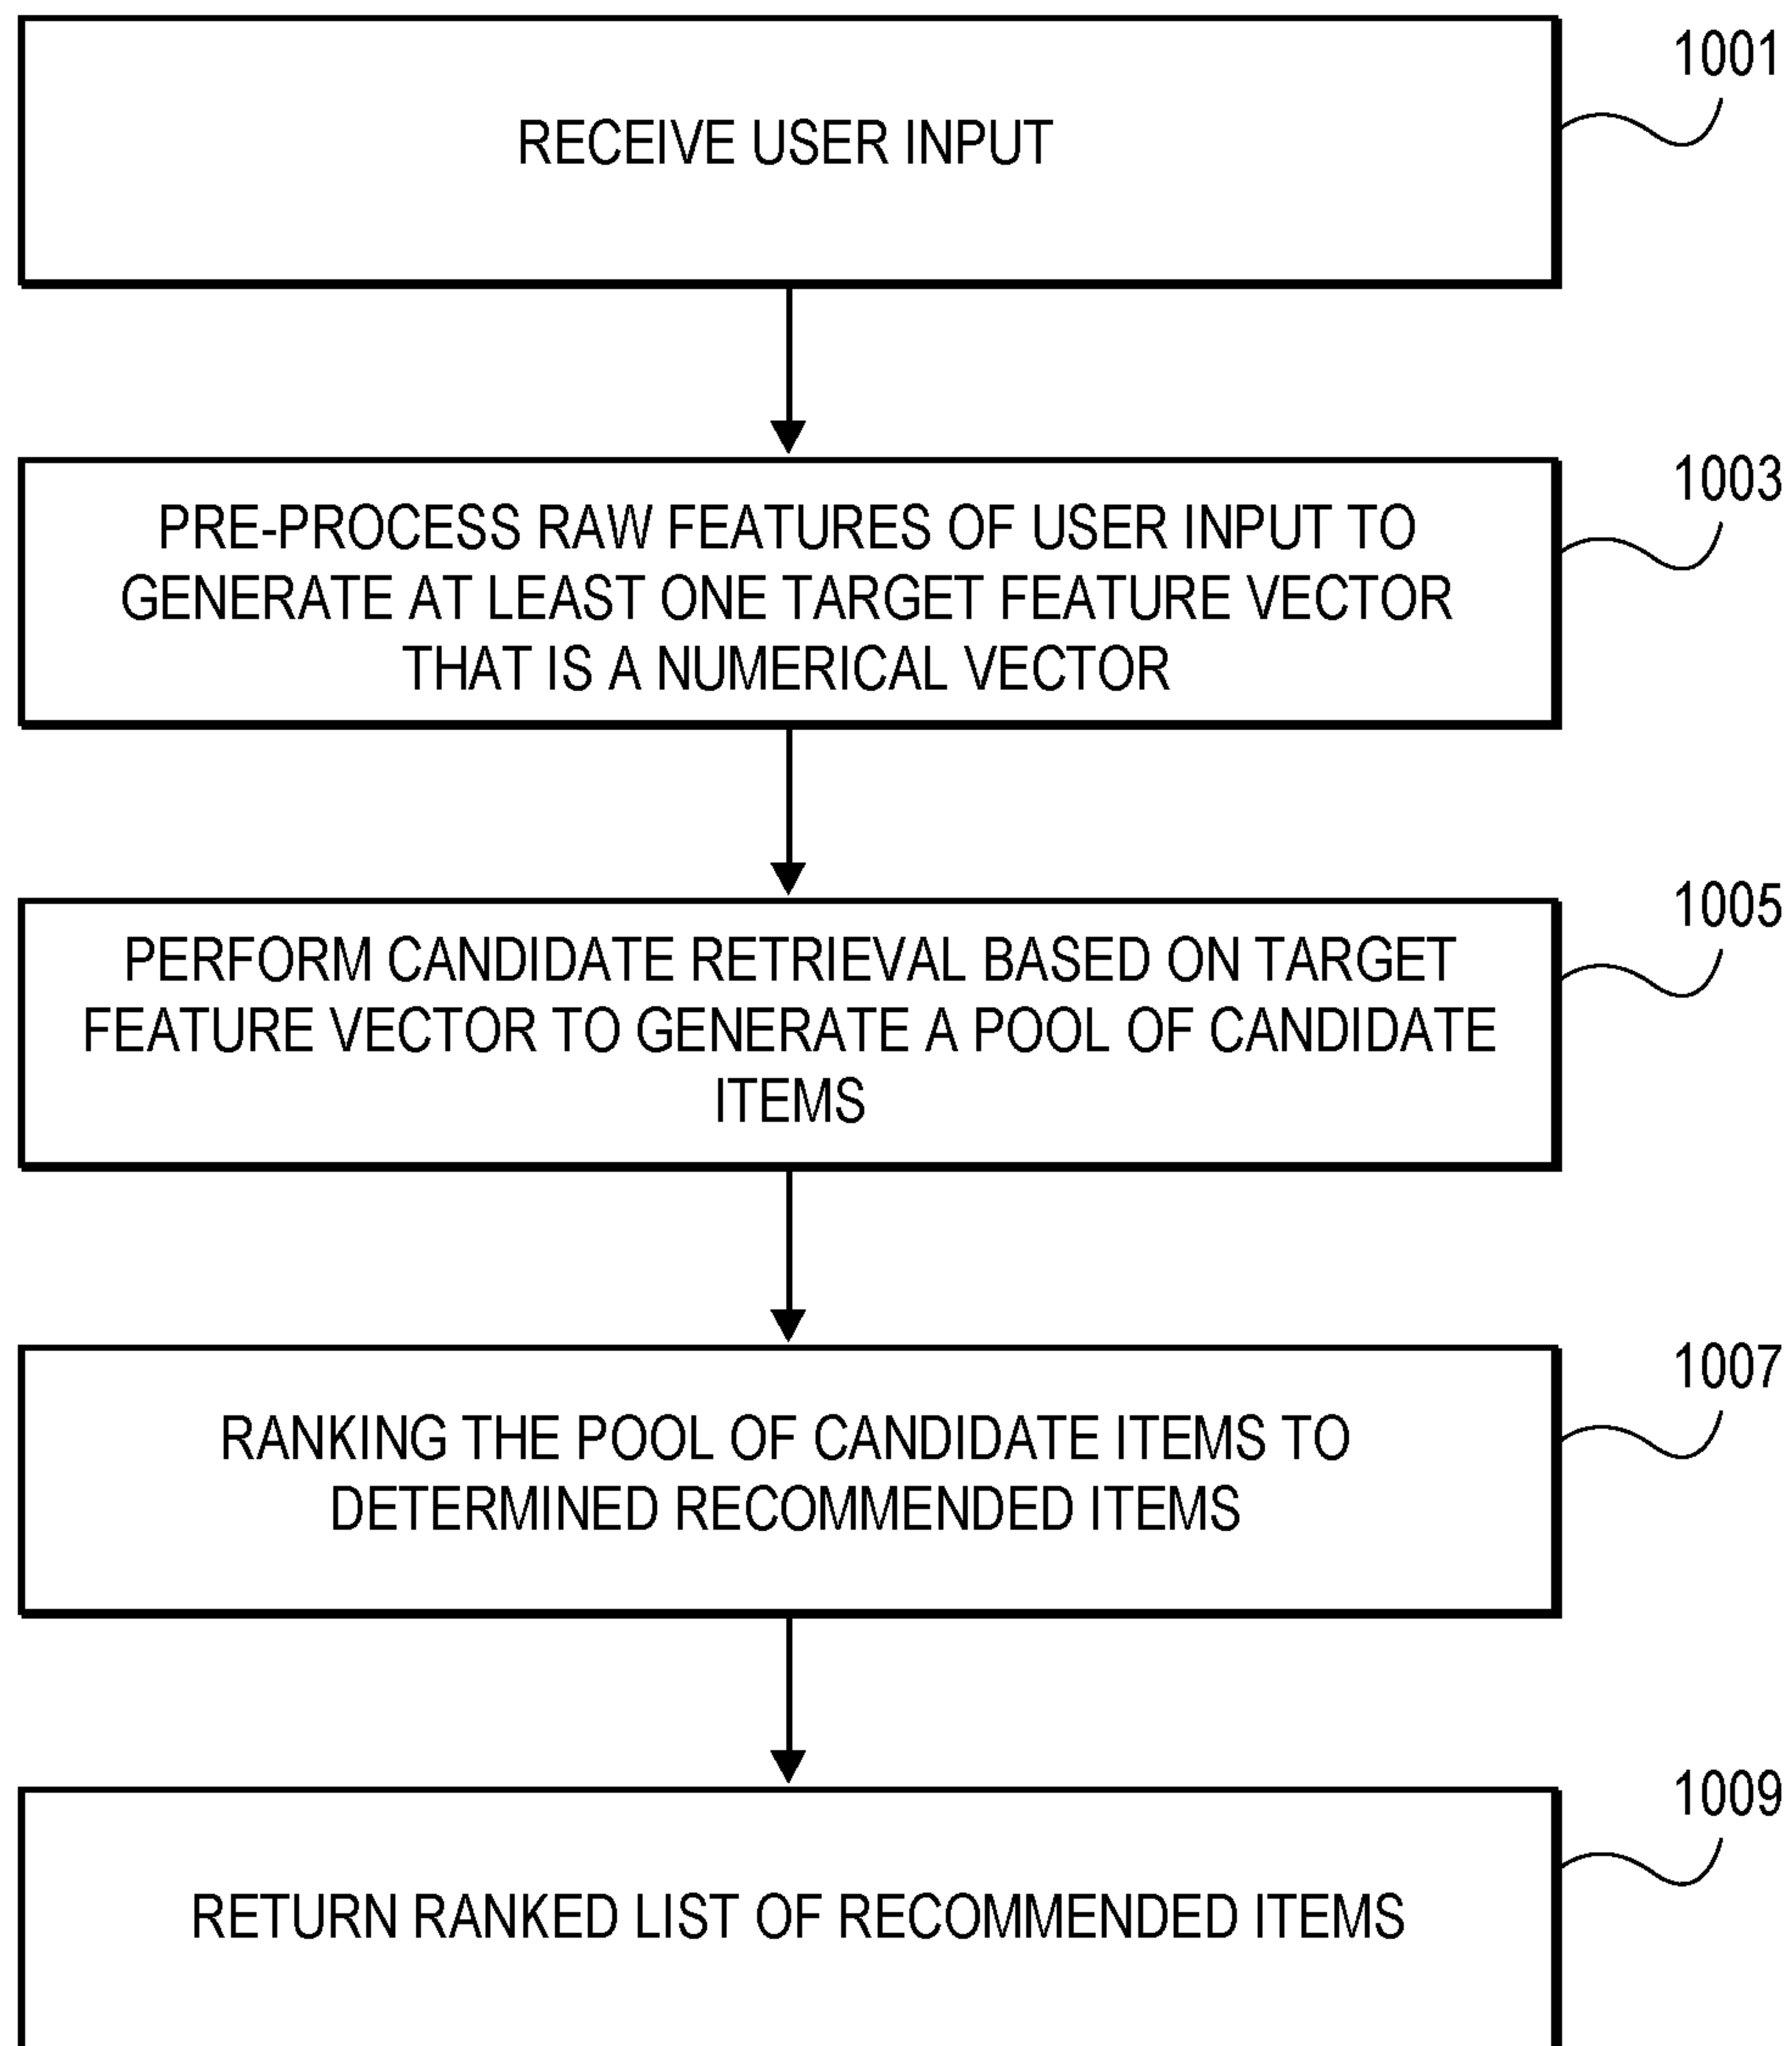 1001
RECEIVE USER INPUT
1003
PRE-PROCESS RAW FEATURES OF USER INPUT TO
GENERATE AT LEAST ONE TARGET FEATURE VECTOR
THAT IS A NUMERICAL VECTOR
1005
PERFORM CANDIDATE RETRIEVAL BASED ON TARGET
FEATURE VECTOR TO GENERATE A POOL OF CANDIDATE
ITEMS
1007
RANKING THE POOL OF CANDIDATE ITEMS TO
DETERMINED RECOMMENDED ITEMS
1009
RETURN RANKED LIST OF RECOMMENDED ITEMS